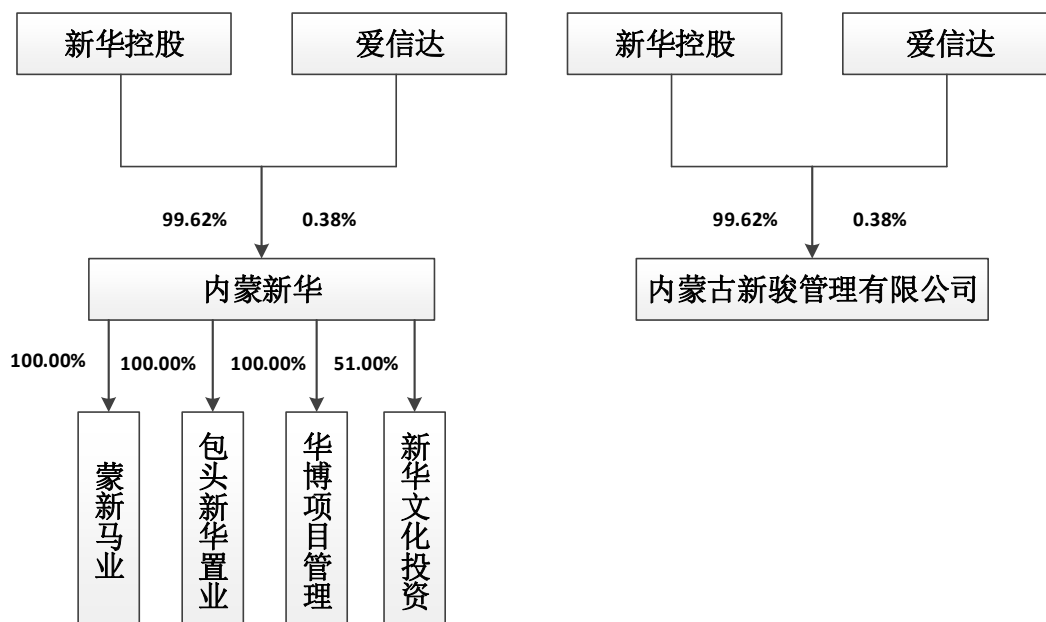 新华控股
爱信达
新华控股
爱信达
99.62%
0.38%
99.62%
0.38%
内蒙新华
内蒙古新骏管理有限公司
100.00%
100.00%
100.00%
51.00%
蒙新马业
包头新华置业
华博项目管理
新华文化投资